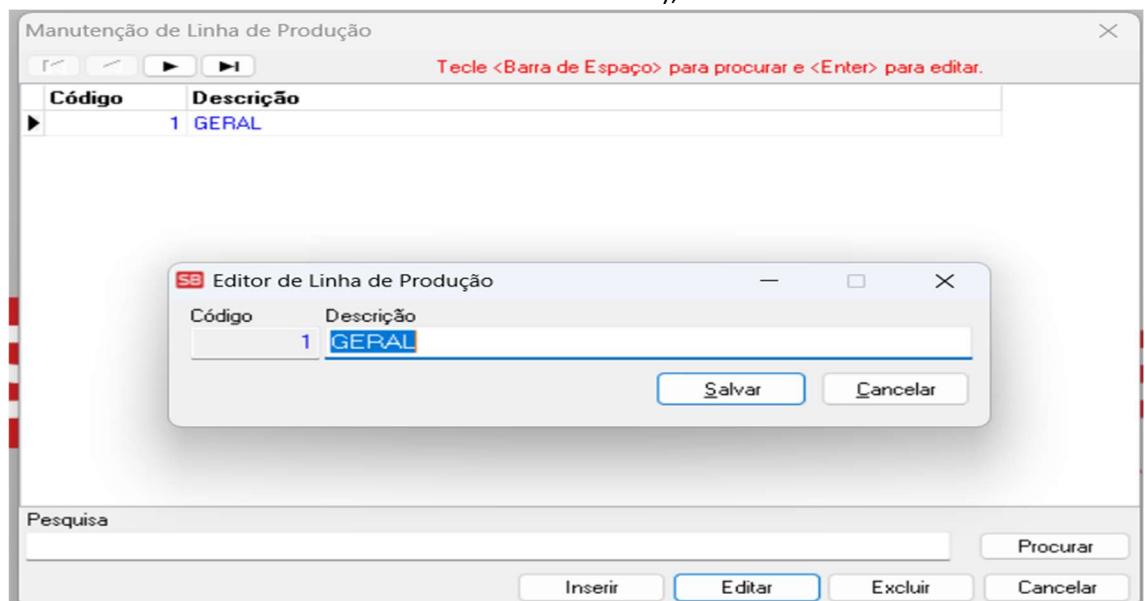 Manutenção de Linha de Produção
Tecle <Barra de Espaço> para procurar e <Enter> para editar.
Código Descrição
1 GERAL
SB Editor de Linha de Produção
Código Descrição
1 GERAL
Salvar Cancelar
Pesquisa
Procurar
Inserir Editar Excluir Cancelar